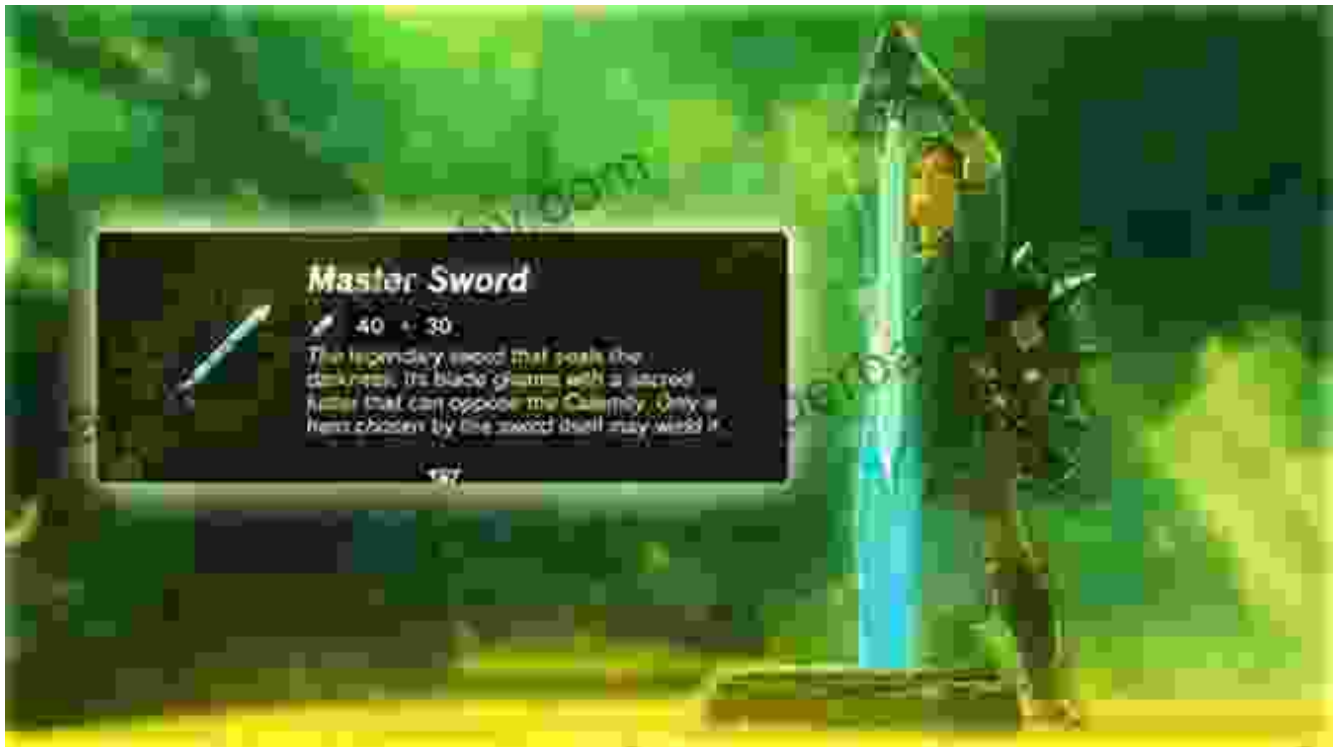 Master Sword
40 · 30
The legendary sword that seals the
darkness. Its blade gleams with a sacred
luster that can oppose the Calamity. Only a
hero chosen by the sword itself may wield it.